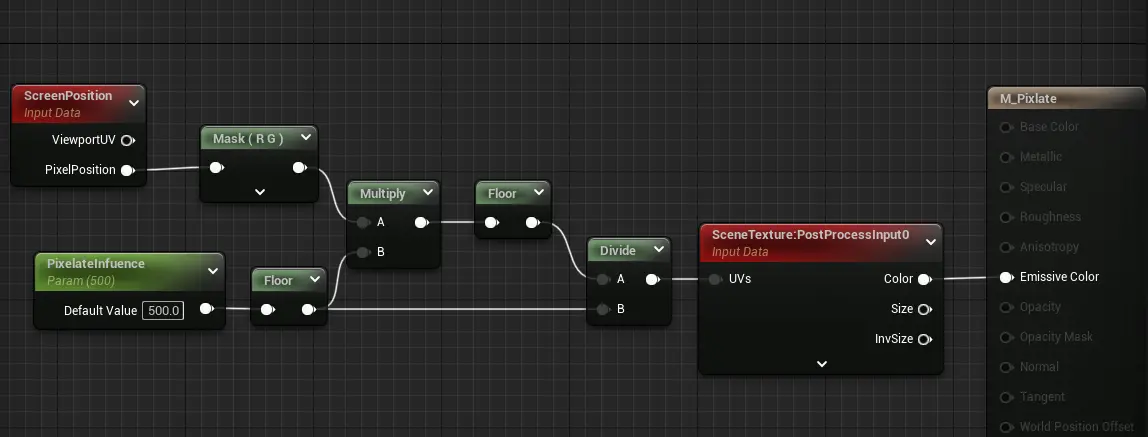 ScreenPosition
Input Data
ViewportUV
PixelPosition
Mask ( R G )
PixelateInfuence
Param (500)
Default Value 500.0
Floor
Multiply
A
B
Floor
Divide
A
B
SceneTexture:PostProcessInput0
Input Data
UVs
Color
Size
InvSize
M_Pixlate
Base Color
Metallic
Specular
Roughness
Anisotropy
Emissive Color
Opacity
Opacity Mask
Normal
Tangent
World Position Offset